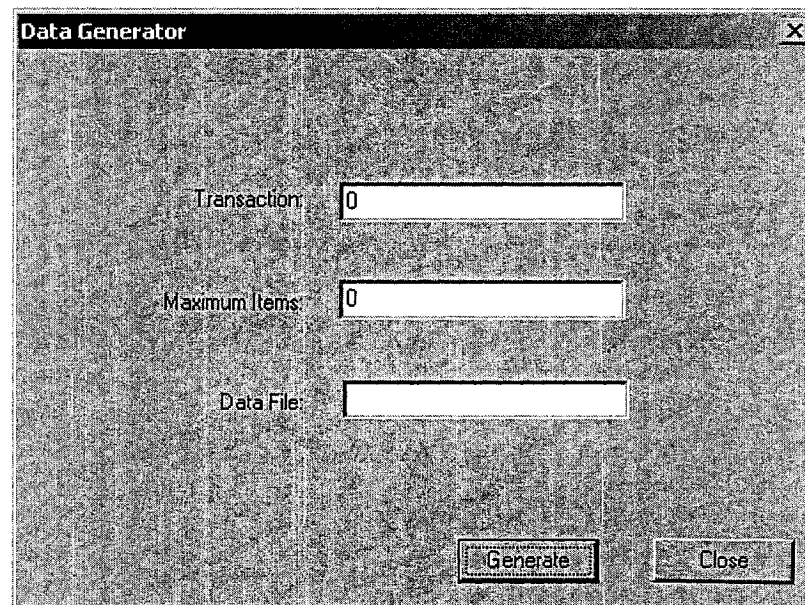 Data Generator
Transaction: 0
Maximum Items: 0
Data File:
Generate Close